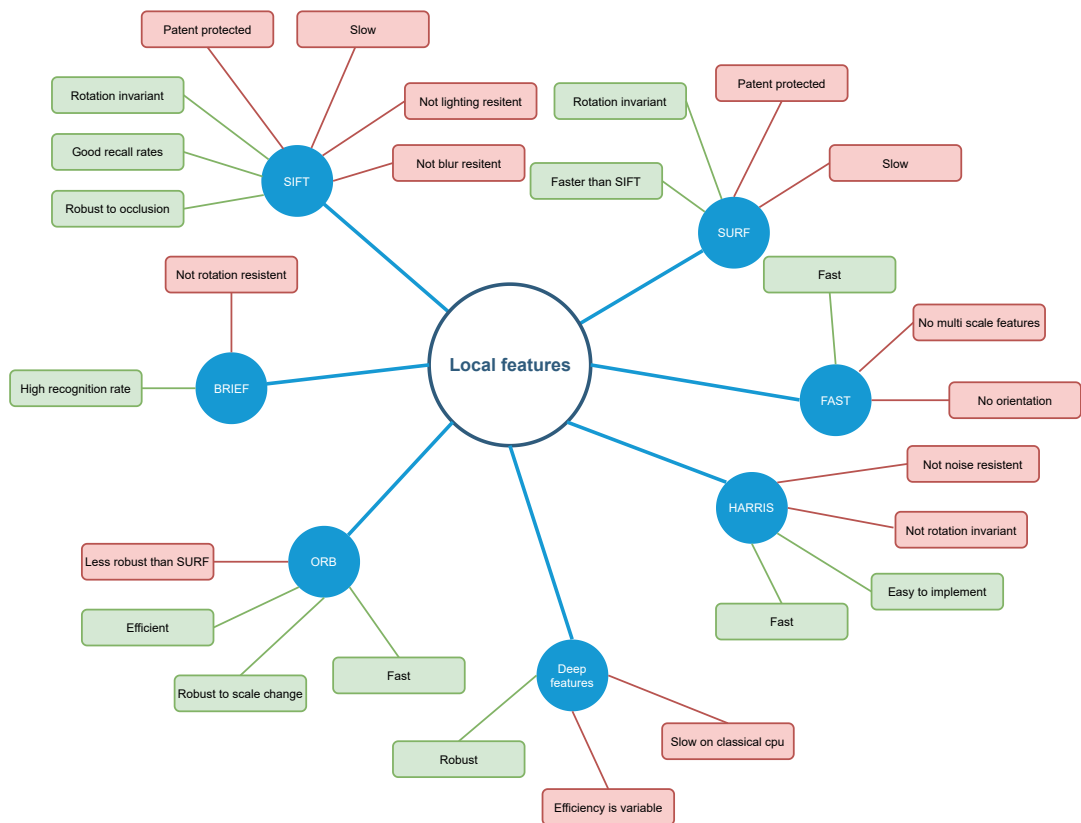 Patent protected
Slow
Rotation invariant
Not lighting resitent
Good recall rates
Not blur resitent
Robust to occlusion
SIFT
Patent protected
Rotation invariant
Slow
Faster than SIFT
SURF
Not rotation resistent
High recognition rate
BRIEF
Local features
Fast
No multi scale features
No orientation
FAST
Not noise resistent
HARRIS
Not rotation invariant
Easy to implement
Fast
Less robust than SURF
ORB
Efficient
Robust to scale change
Fast
Deep
features
Slow on classical cpu
Robust
Efficiency is variable